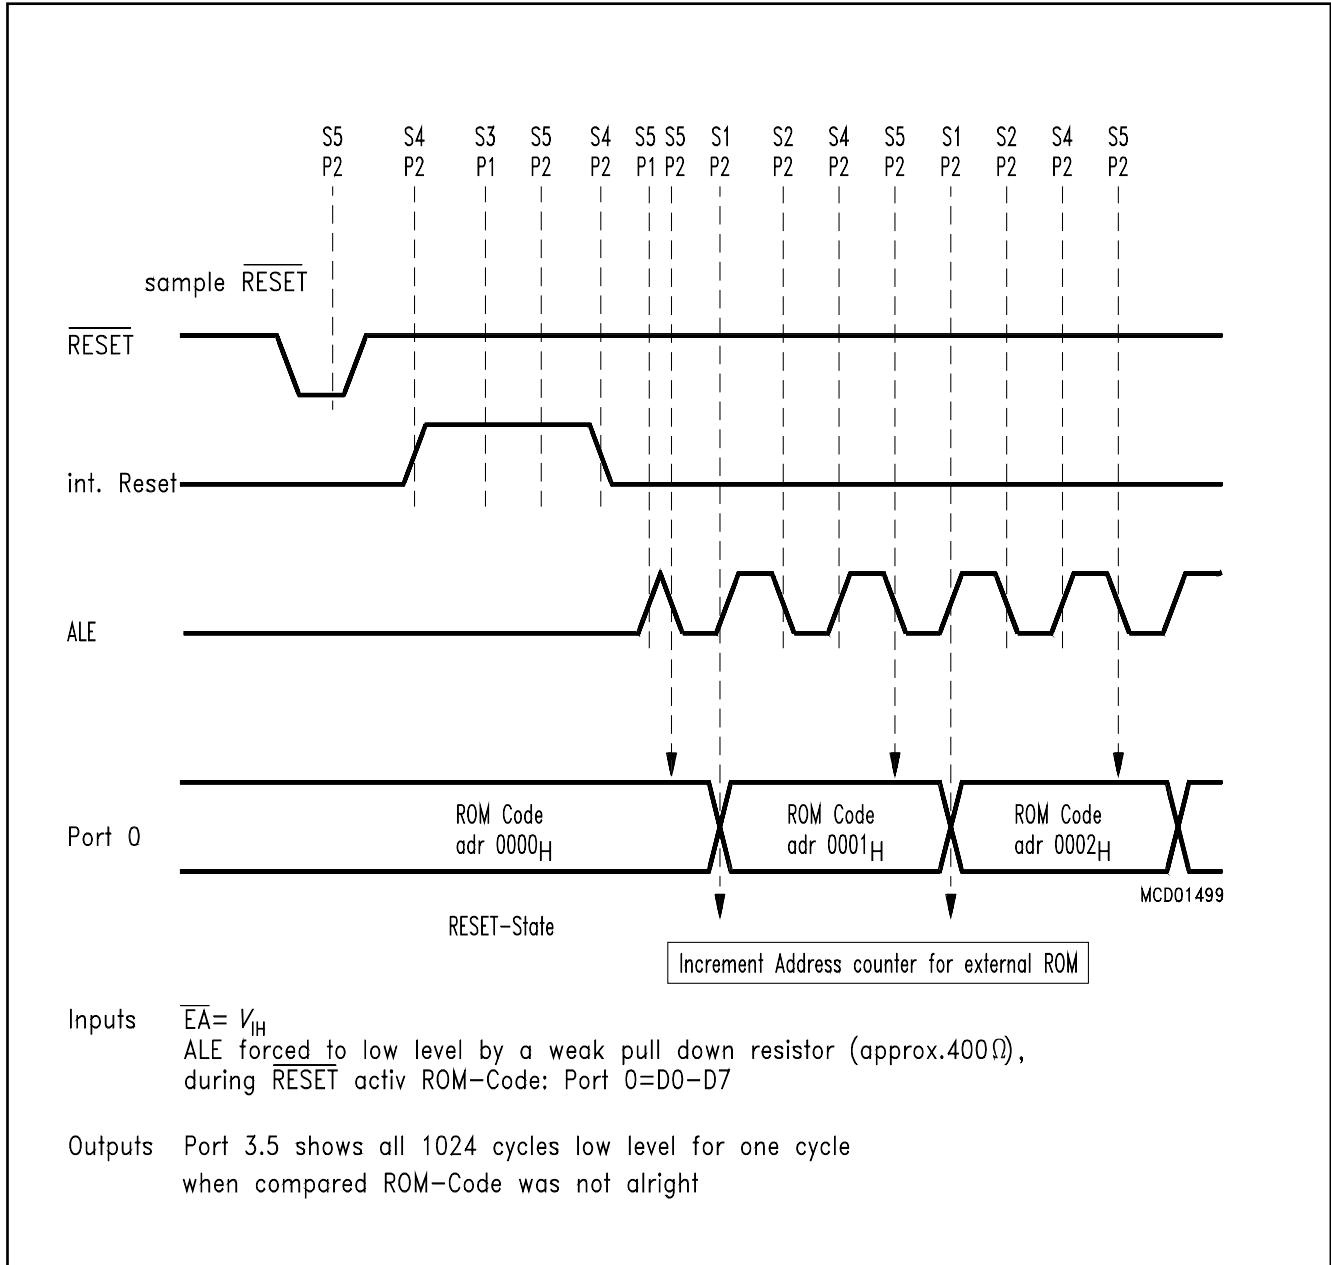 S5 S4 S3 S5 S4 S5 S5 S1 S2 S4 S5 S1 S2 S4 S5
P2 P2 P1 P2 P2 P1 P2 P2 P2 P2 P2 P2 P2 P2 P2
sample RESET
RESET
int. Reset
ALE
Port 0
ROM Code
adr 0000H
ROM Code
adr 0001H
ROM Code
adr 0002H
MCD01499
RESET-State
Increment Address counter for external ROM
Inputs EA= VIH
ALE forced to low level by a weak pull down resistor (approx.400Ω),
during RESET activ ROM-Code: Port 0=D0-D7
Outputs Port 3.5 shows all 1024 cycles low level for one cycle
when compared ROM-Code was not alright